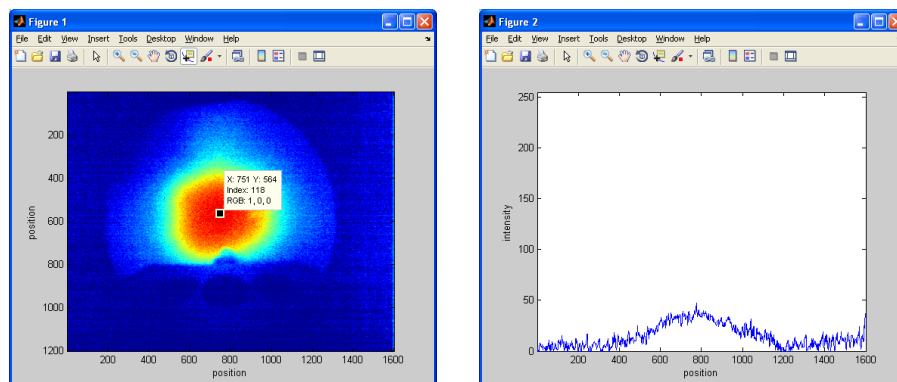 Figure 1
File Edit View Insert Tools Desktop Window Help
200
400
600
800
1000
1200
200 400 600 800 1000 1200 1400 1600
position
position
X: 751 Y: 564
Index: 118
RGB: 1, 0, 0
Figure 2
File Edit View Insert Tools Desktop Window Help
250
200
150
100
50
0
200 400 600 800 1000 1200 1400 1600
position
intensity